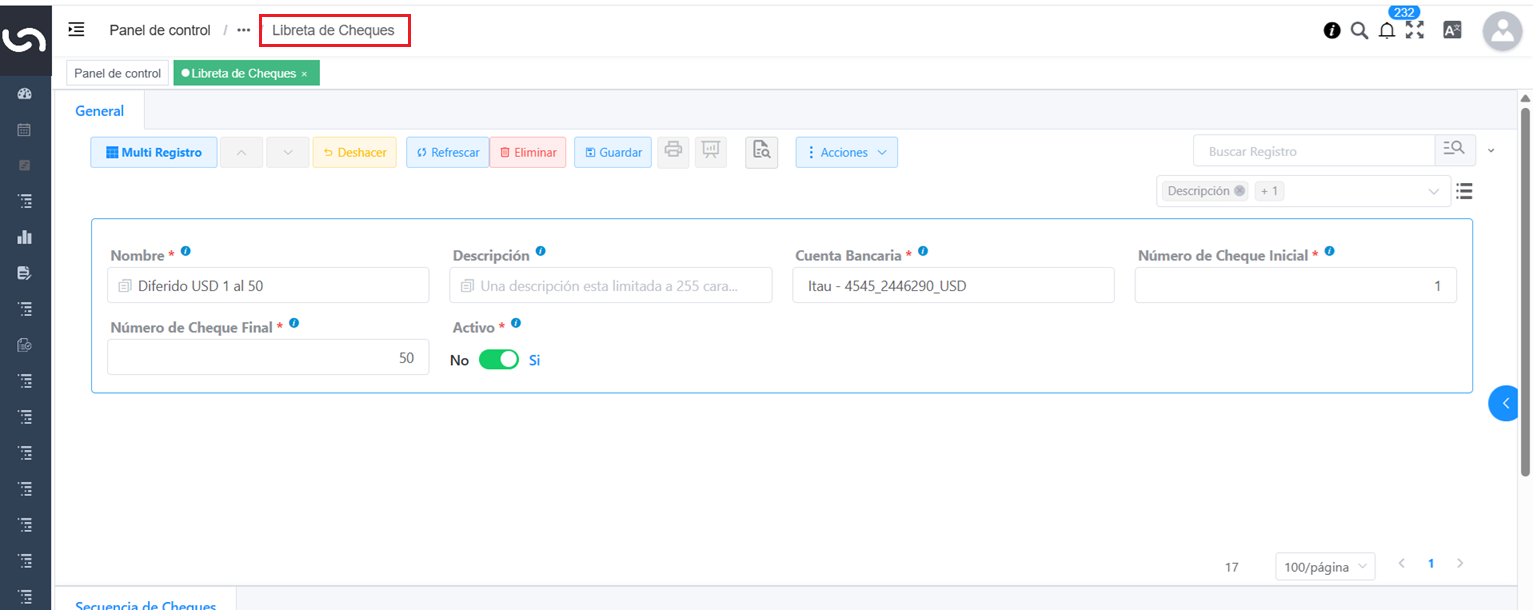 Panel de control / ••• / Libreta de Cheques
232
Panel de control
Libreta de Cheques ×
General
Multi Registro
Deshacer
Refrescar
Eliminar
Guardar
Acciones
Buscar Registro
Descripción
+ 1
Nombre *
Descripción
Cuenta Bancaria *
Número de Cheque Inicial *
Diferido USD 1 al 50
Una descripción esta limitada a 255 cara...
Itau - 4545_2446290_USD
1
Número de Cheque Final *
Activo *
50
No
Si
17
100/página
1
Secuencia de Cheques